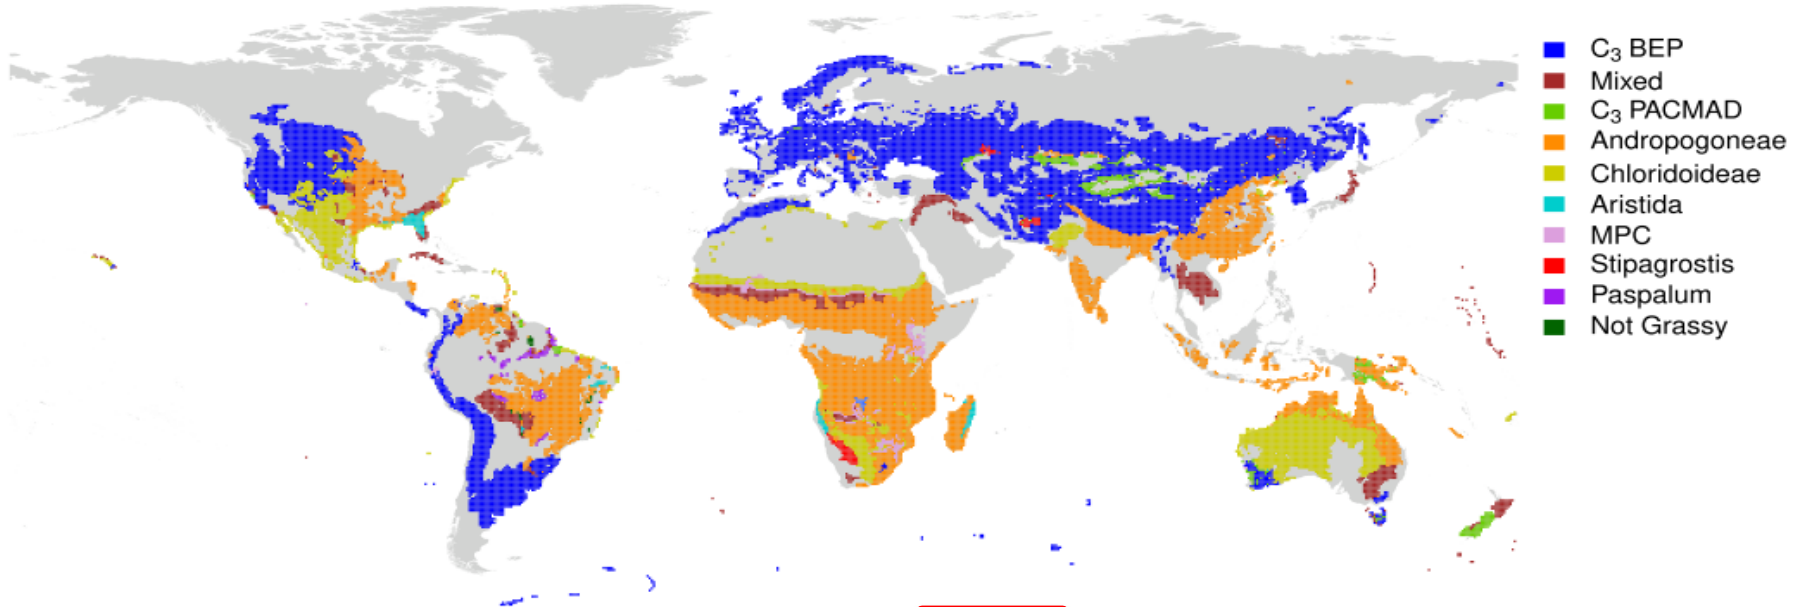 C₃ BEP
Mixed
C₃ PACMAD
Andropogoneae
Chloridoideae
Aristida
MPC
Stipagrostis
Paspalum
Not Grassy